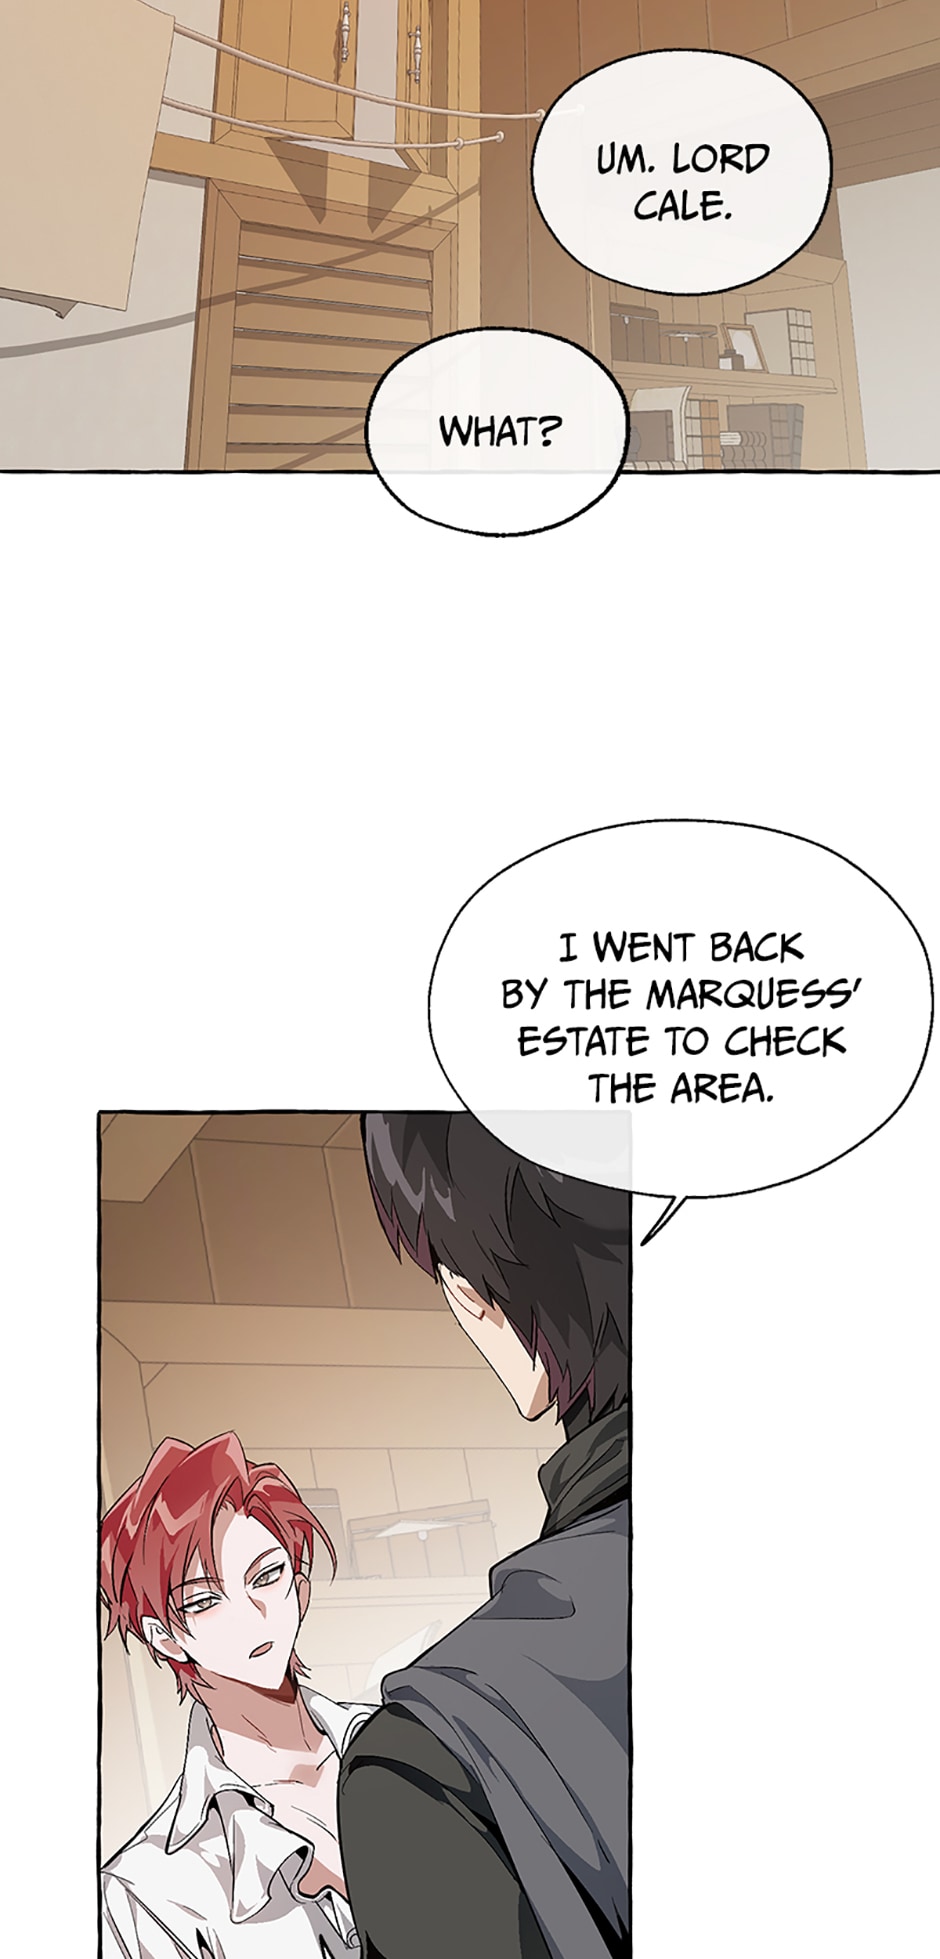 UM. LORD
CALE.
WHAT?
I WENT BACK
BY THE MARQUESS'
ESTATE TO CHECK
THE AREA.